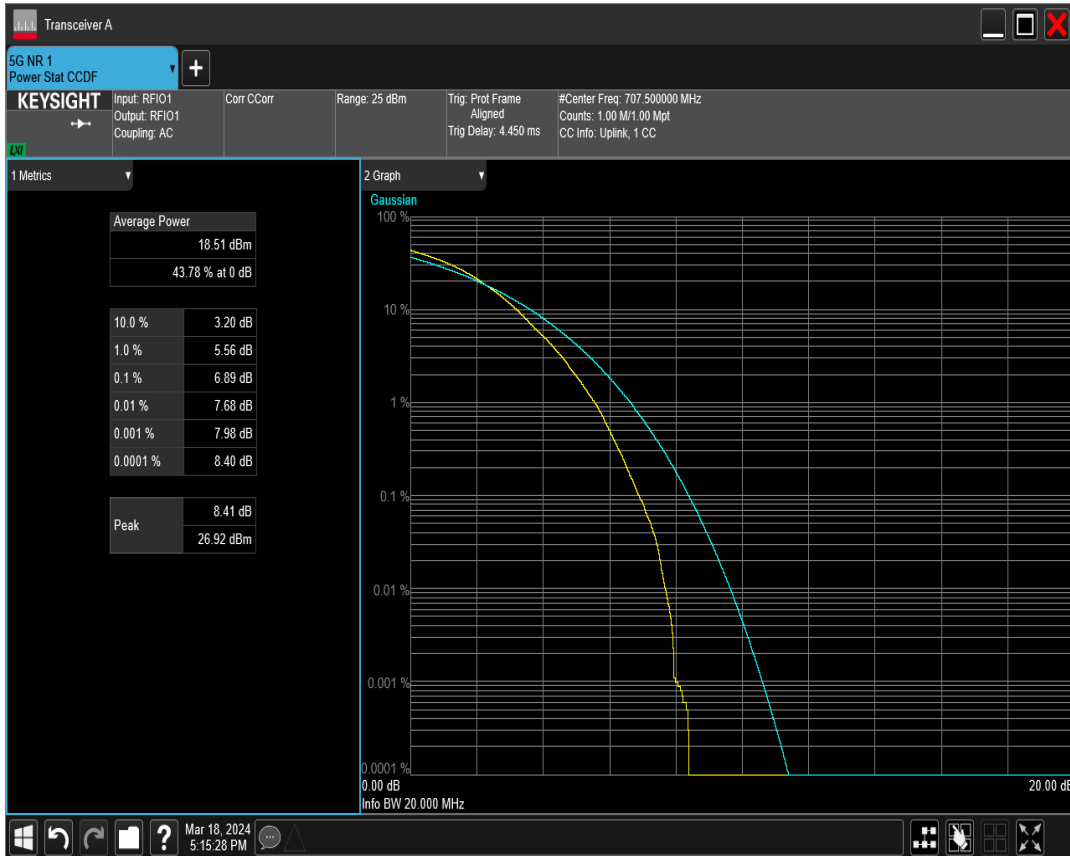 Transceiver A
5G NR 1
Power Stat CCDF
+
KEYSIGHT
LXI
Input: RFIO1
Output: RFIO1
Coupling: AC
Corr CCorr
Range: 25 dBm
Trig: Prot Frame
Aligned
Trig Delay: 4.450 ms
#Center Freq: 707.500000 MHz
Counts: 1.00 M/1.00 Mpt
CC Info: Uplink, 1 CC
1 Metrics
Average Power
18.51 dBm
43.78 % at 0 dB
10.0 % 3.20 dB
1.0 % 5.56 dB
0.1 % 6.89 dB
0.01 % 7.68 dB
0.001 % 7.98 dB
0.0001 % 8.40 dB
Peak
8.41 dB
26.92 dBm
2 Graph
Gaussian
100 %
10 %
1 %
0.1 %
0.01 %
0.001 %
0.0001 %
0.00 dB 20.00 dB
Info BW 20.000 MHz
?
Mar 18, 2024
5:15:28 PM